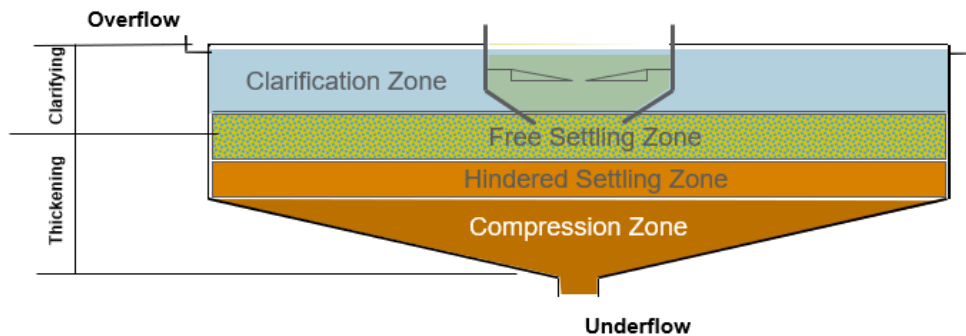 Overflow
Clarifying
Clarification Zone
Free Settling Zone
Thickening
Hindered Settling Zone
Compression Zone
Underflow